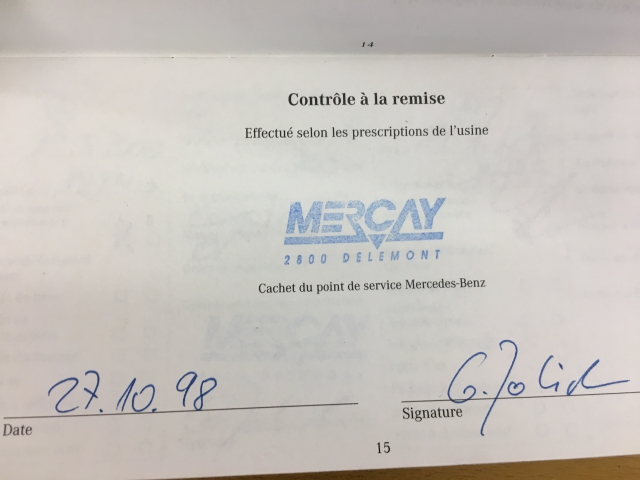 14
Contrôle à la remise
Effectué selon les prescriptions de l'usine
MERÇAY
2800 DELEMONT
Cachet du point de service Mercedes-Benz
27.10.98
Date
Signature
15